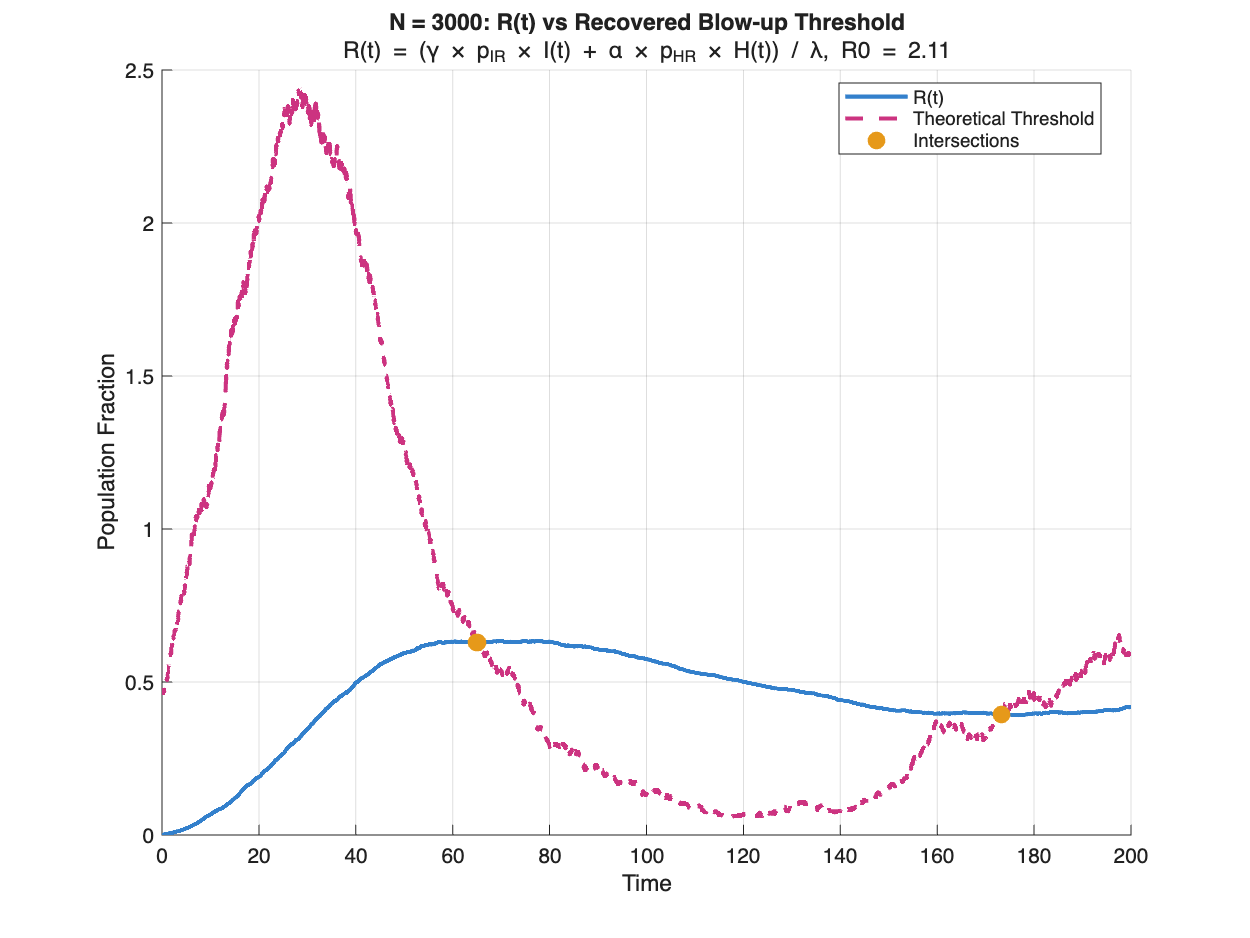 N = 3000: R(t) vs Recovered Blow-up Threshold
R(t) = (γ × pIR × I(t) + α × pHR × H(t)) / λ, R0 = 2.11
R(t)
Theoretical Threshold
Intersections
Population Fraction
2.5
2
1.5
1
0.5
0
0 20 40 60 80 100 120 140 160 180 200
Time